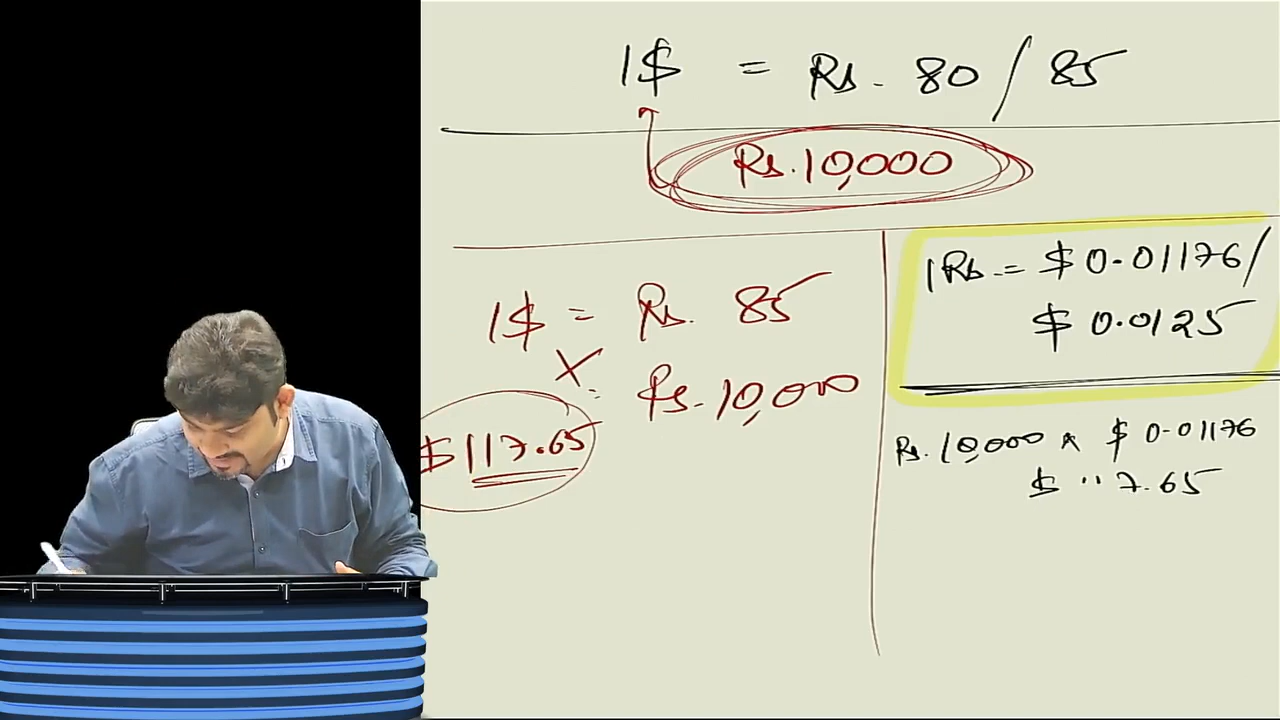 1$ = Rs. 80 / 85
Rs. 10,000
1$ = Rs. 85
X = Rs. 10,000
$117.65
1Rs = $ 0.01176/
$ 0.0125
Rs. 10,000 x $ 0.01176
$ 117.65